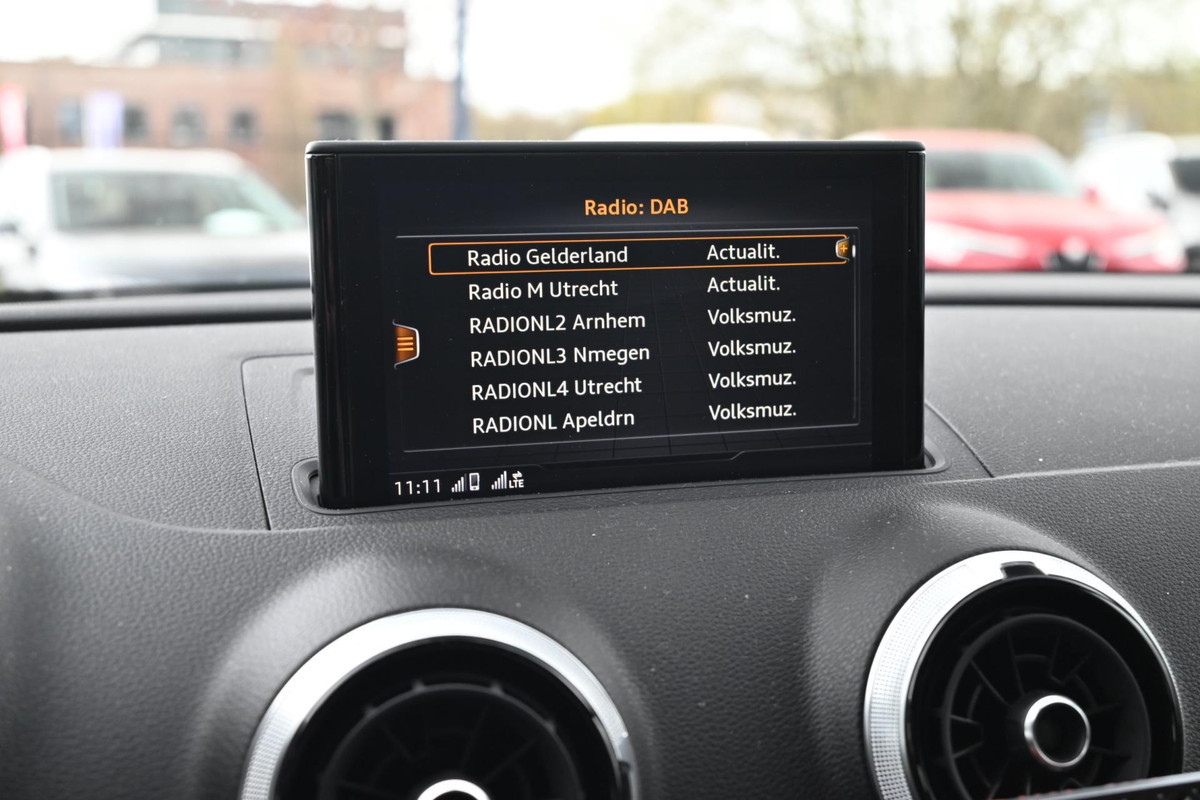 Radio: DAB
Radio Gelderland Actualit.
Radio M Utrecht Actualit.
RADIONL2 Arnhem Volksmuz.
RADIONL3 Nmegen Volksmuz.
RADIONL4 Utrecht Volksmuz.
RADIONL Apeldrn Volksmuz.
11:11 LTE